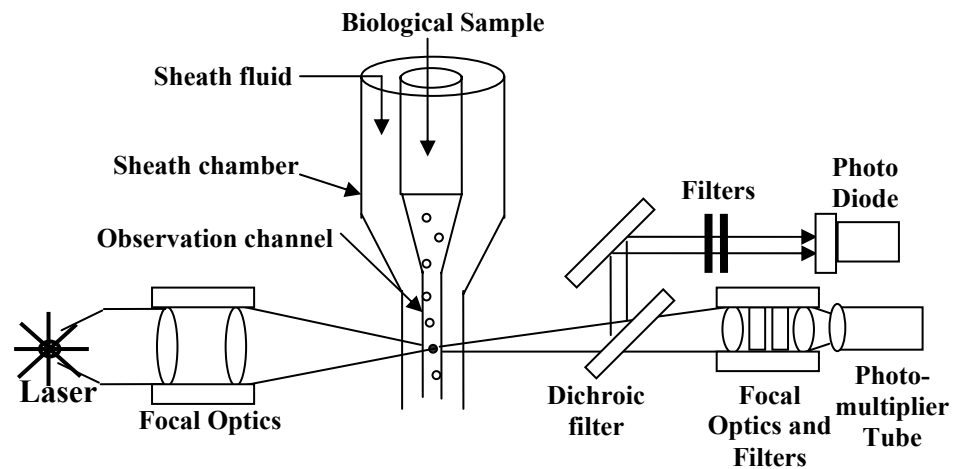 Biological Sample
Sheath fluid
Sheath chamber
Observation channel
Filters
Photo
Diode
Laser
Focal Optics
Dichroic
filter
Focal
Optics and
Filters
Photo-
multiplier
Tube